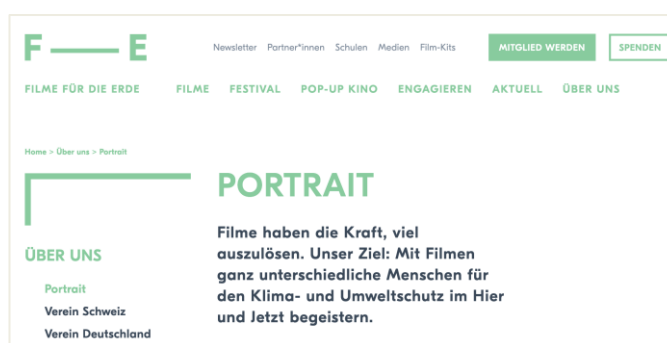 F — E
Newsletter Partner*innen Schulen Medien Film-Kits
MITGLIED WERDEN
SPENDEN
FILME FÜR DIE ERDE
FILME FESTIVAL POP-UP KINO ENGAGIEREN AKTUELL ÜBER UNS
Home > Über uns > Portrait
PORTRAIT
Filme haben die Kraft, viel
auszulösen. Unser Ziel: Mit Filmen
ganz unterschiedliche Menschen für
den Klima- und Umweltschutz im Hier
und Jetzt begeistern.
ÜBER UNS
Portrait
Verein Schweiz
Verein Deutschland